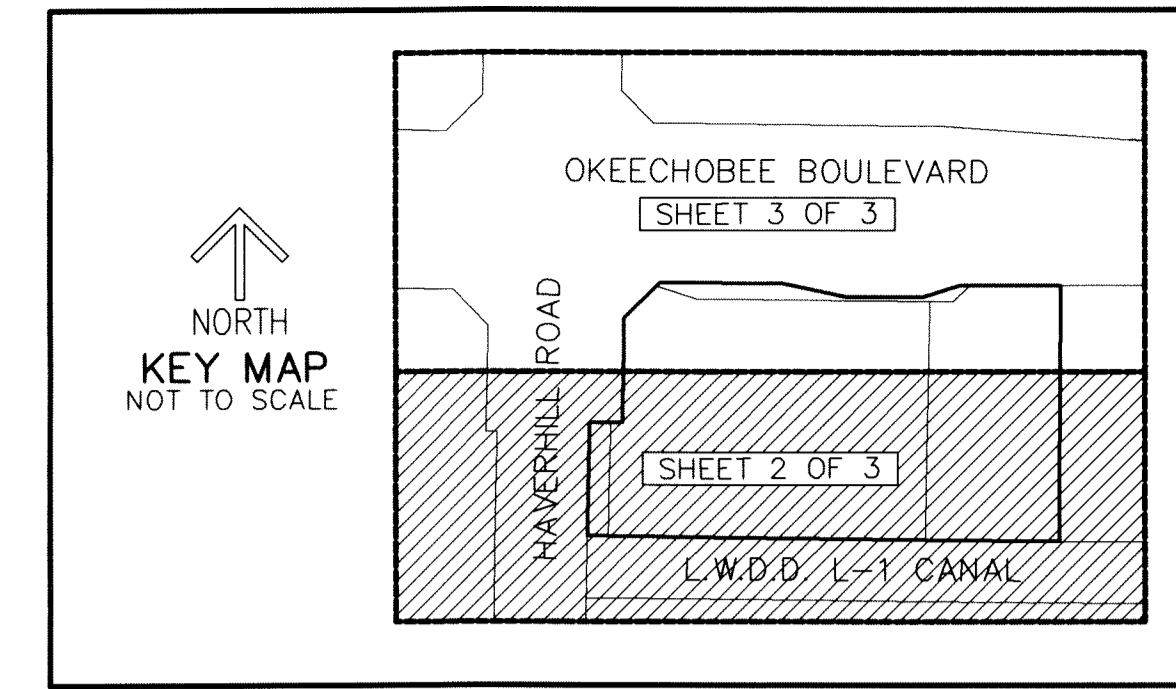 NORTH
KEY MAP
NOT TO SCALE
OKEECHOBEE BOULEVARD
SHEET 3 OF 3
HAVERHILL ROAD
SHEET 2 OF 3
L.W.D.D. L-1 CANAL